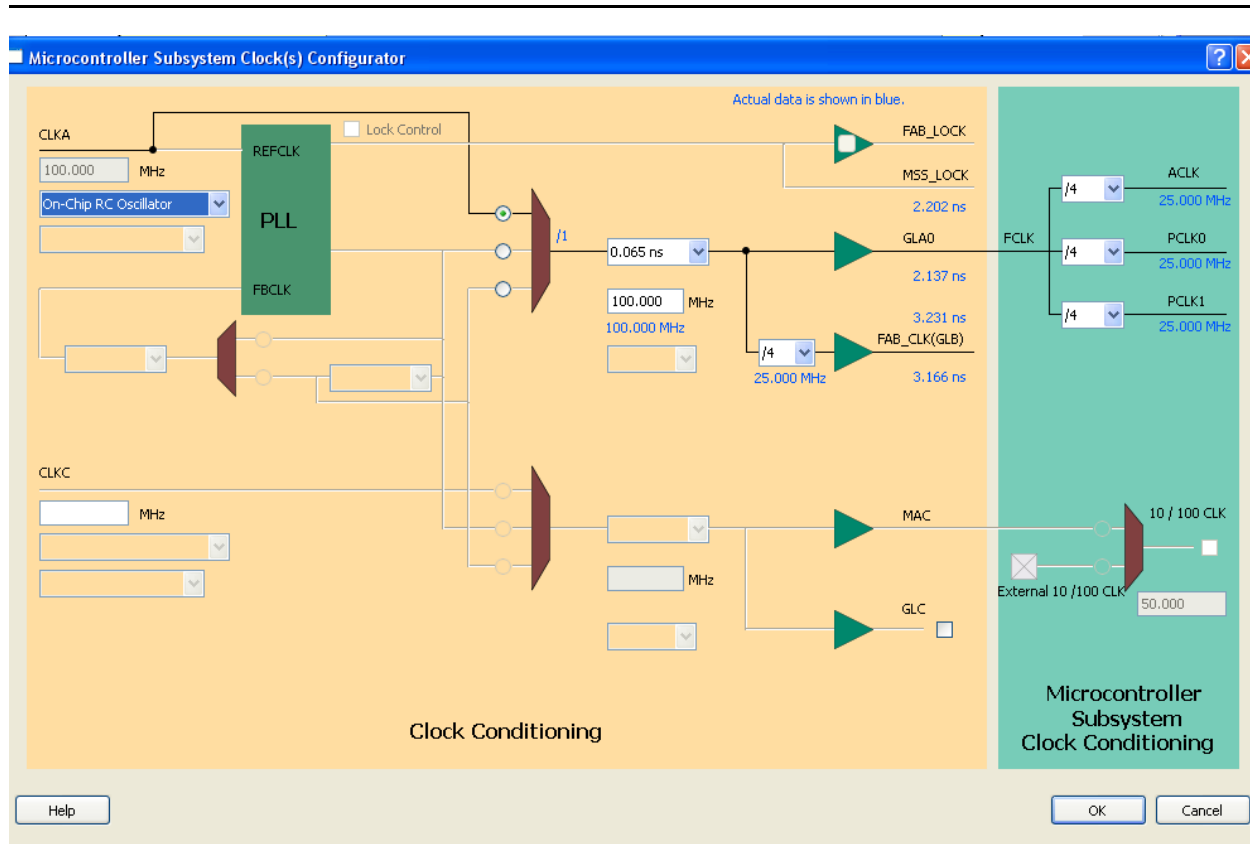 Microcontroller Subsystem Clock(s) Configurator
Actual data is shown in blue.
CLKA
100.000 MHz
On-Chip RC Oscillator
REFCLK
PLL
FBCLK
Lock Control
/1
0.065 ns
100.000 MHz
100.000 MHz
/4
25.000 MHz
FAB_LOCK
MSS_LOCK
2.202 ns
GLA0
2.137 ns
3.231 ns
FAB_CLK(GLB)
3.166 ns
FCLK
/4
ACLK
25.000 MHz
/4
PCLK0
25.000 MHz
/4
PCLK1
25.000 MHz
CLKC
MHz
MHz
MAC
GLC
10 / 100 CLK
External 10 /100 CLK
50.000
Clock Conditioning
Microcontroller
Subsystem
Clock Conditioning
Help
OK
Cancel